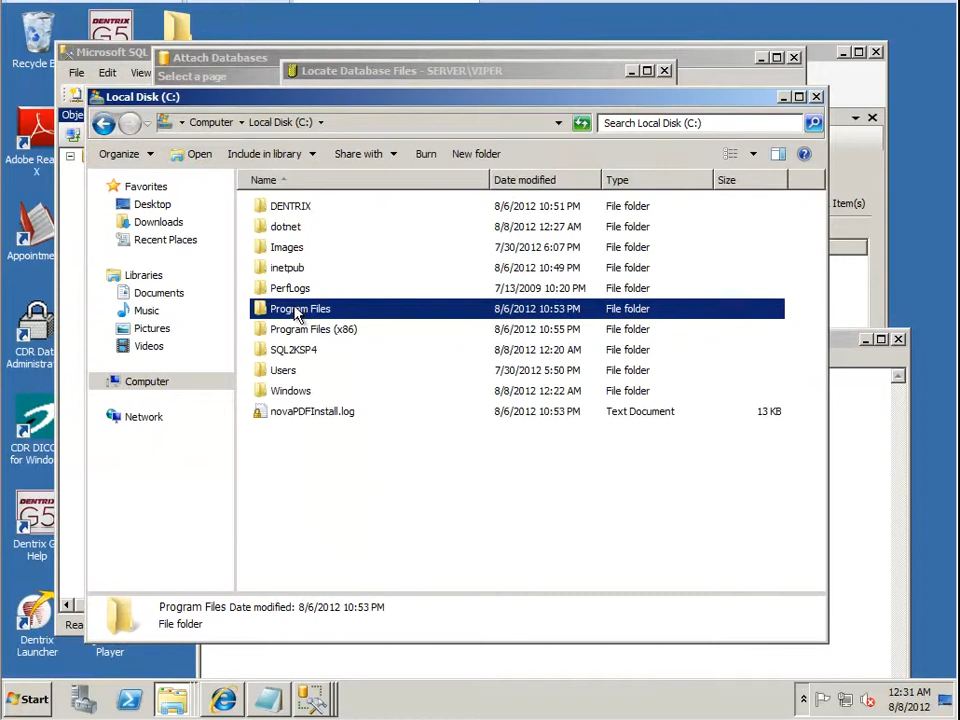 DENTRIX
G5
Recycle B
Microsoft SQL
Attach Databases
Select a page
Locate Database Files - SERVER\VIPER
File Edit View
Local Disk (C:)
Obje
Computer Local Disk (C:)
Search Local Disk (C:)
Organize Open Include in library Share with Burn New folder
Name Date modified Type Size
Adobe Rea
X
Favorites
Desktop
Downloads
Recent Places
Libraries
Documents
Music
Pictures
Videos
Computer
Network
DENTRIX 8/6/2012 10:51 PM File folder
dotnet 8/8/2012 12:27 AM File folder
Images 7/30/2012 6:07 PM File folder
inetpub 8/6/2012 10:49 PM File folder
PerfLogs 7/13/2009 10:20 PM File folder
Program Files 8/6/2012 10:53 PM File folder
Program Files (x86) 8/6/2012 10:55 PM File folder
SQL2KSP4 8/8/2012 12:20 AM File folder
Users 7/30/2012 5:50 PM File folder
Windows 8/8/2012 12:22 AM File folder
novaPDFInstall.log 8/6/2012 10:53 PM Text Document 13 KB
Item(s)
Appointme
CDR Dat
Administra
CDR DICO
for Window
DENTRIX
G5
Dentrix G
Help
Dentrix
Launcher
Player
Rea
Program Files Date modified: 8/6/2012 10:53 PM
File folder
Start
12:31 AM
8/8/2012